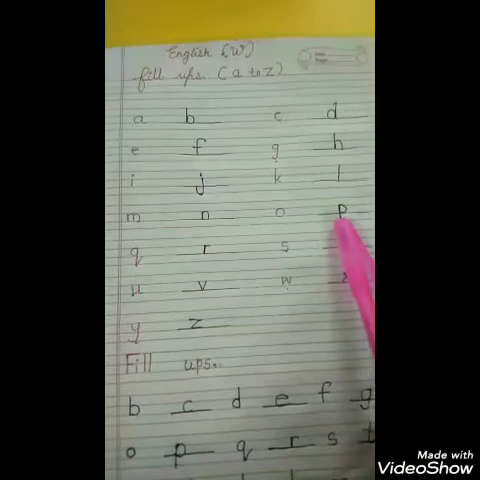 English (W)
fill ups. (a to z)
a b c d
e f g h
i j k l
m n o p
q r s
u v w
y z
Fill ups..
b c d e f g
o p q r s t
Made with
VideoShow